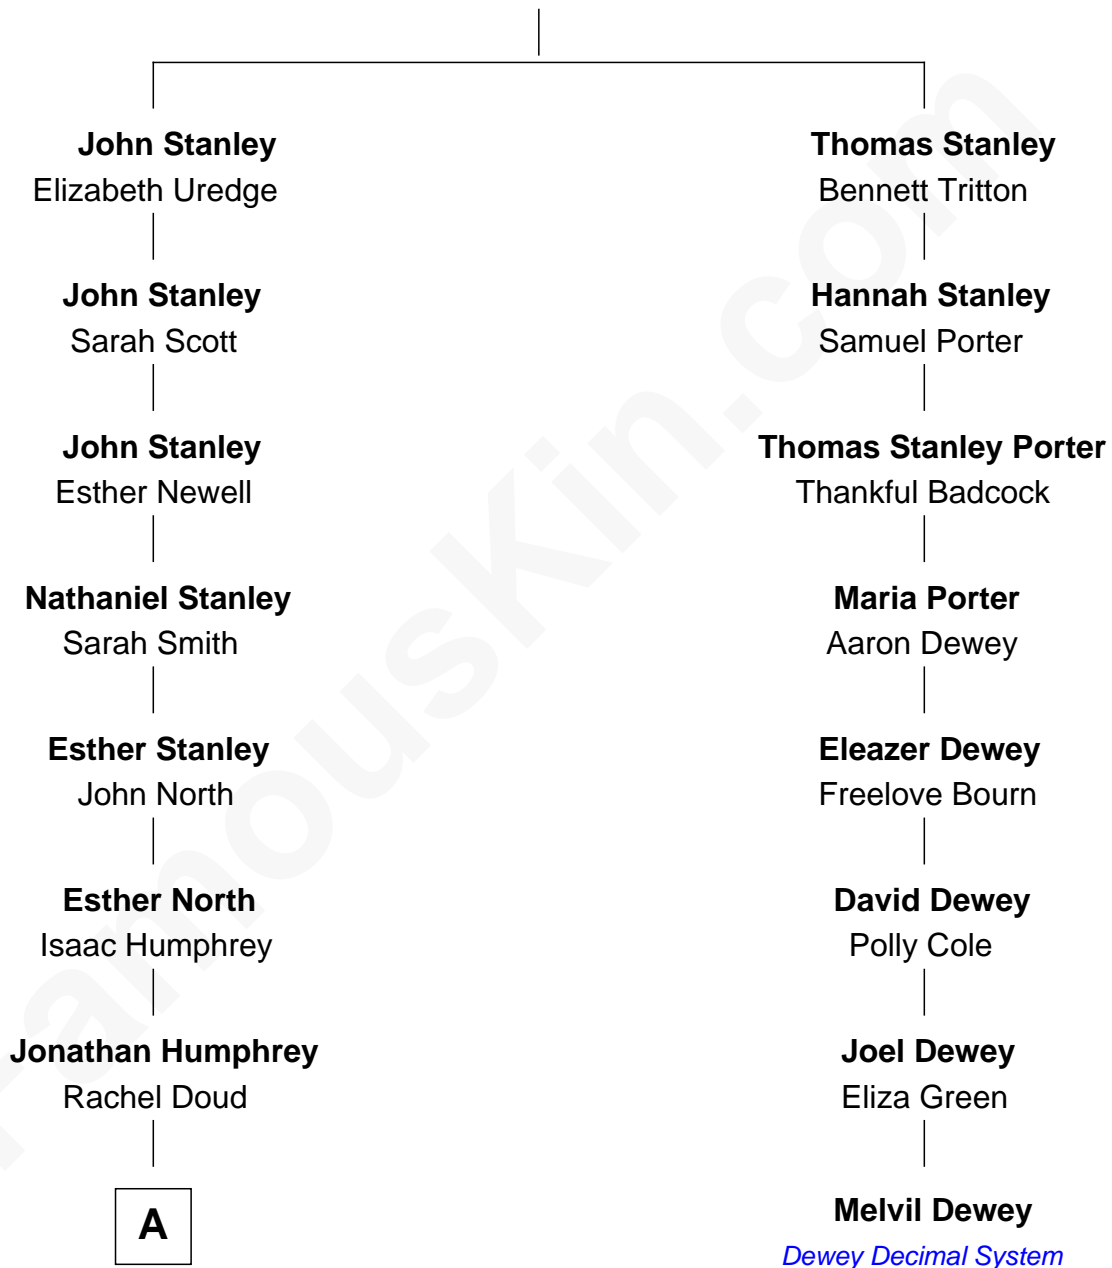 John Stanley
Elizabeth Uredge
John Stanley
Sarah Scott
John Stanley
Esther Newell
Nathaniel Stanley
Sarah Smith
Esther Stanley
John North
Esther North
Isaac Humphrey
Jonathan Humphrey
Rachel Doud
A
Thomas Stanley
Bennett Tritton
Hannah Stanley
Samuel Porter
Thomas Stanley Porter
Thankful Badcock
Maria Porter
Aaron Dewey
Eleazer Dewey
Freelove Bourn
David Dewey
Polly Cole
Joel Dewey
Eliza Green
Melvil Dewey
Dewey Decimal System
FamousKin.com